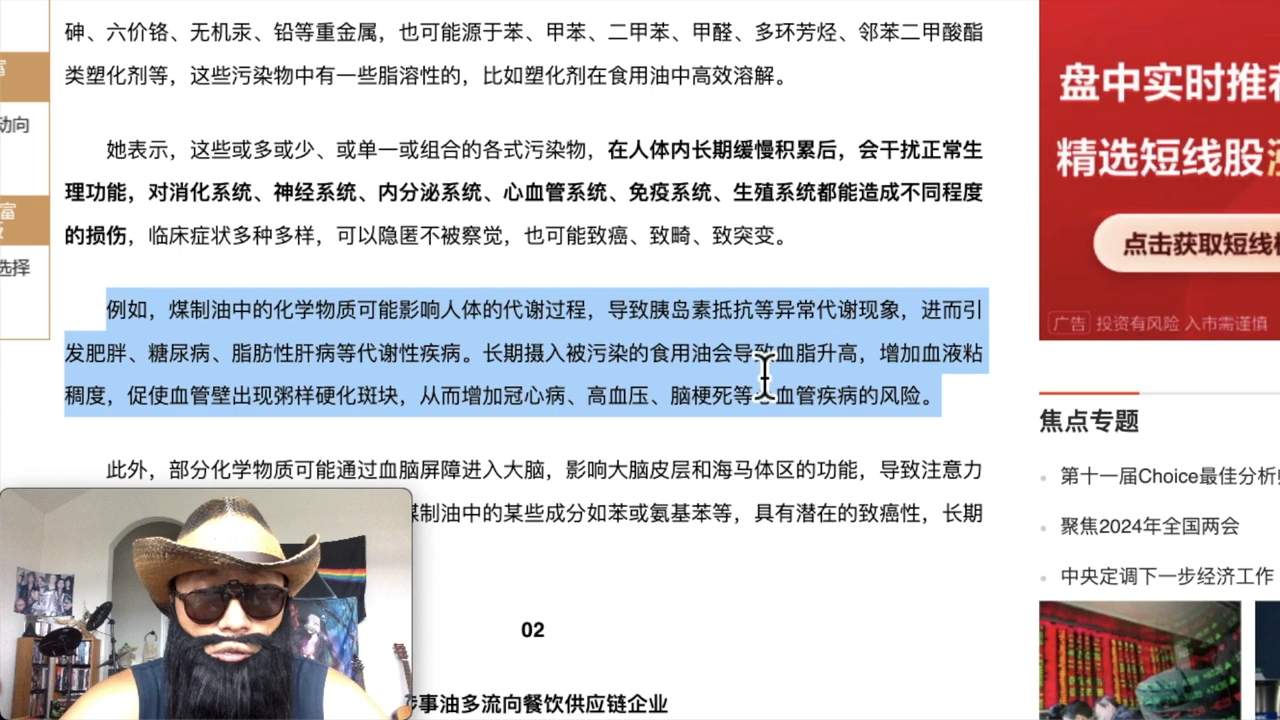 砷、六价铬、无机汞、铅等重金属，也可能源于苯、甲苯、二甲苯、甲醛、多环芳烃、邻苯二甲酸酯
类塑化剂等，这些污染物中有一些脂溶性的，比如塑化剂在食用油中高效溶解。
她表示，这些或多或少、或单一或组合的各式污染物，在人体内长期缓慢积累后，会干扰正常生
理功能，对消化系统、神经系统、内分泌系统、心血管系统、免疫系统、生殖系统都能造成不同程度
的损伤，临床症状多种多样，可以隐匿不被察觉，也可能致癌、致畸、致突变。
例如，煤制油中的化学物质可能影响人体的代谢过程，导致胰岛素抵抗等异常代谢现象，进而引
发肥胖、糖尿病、脂肪性肝病等代谢性疾病。长期摄入被污染的食用油会导致血脂升高，增加血液粘
稠度，促使血管壁出现粥样硬化斑块，从而增加冠心病、高血压、脑梗死等心血管疾病的风险。
此外，部分化学物质可能通过血脑屏障进入大脑，影响大脑皮层和海马体区的功能，导致注意力
煤制油中的某些成分如苯或氨基苯等，具有潜在的致癌性，长期
02
涉事油多流向餐饮供应链企业
富
动向
富
选择
盘中实时推荐
精选短线股
点击获取短线
广告 投资有风险 入市需谨慎
焦点专题
第十一届Choice最佳分析
聚焦2024年全国两会
中央定调下一步经济工作